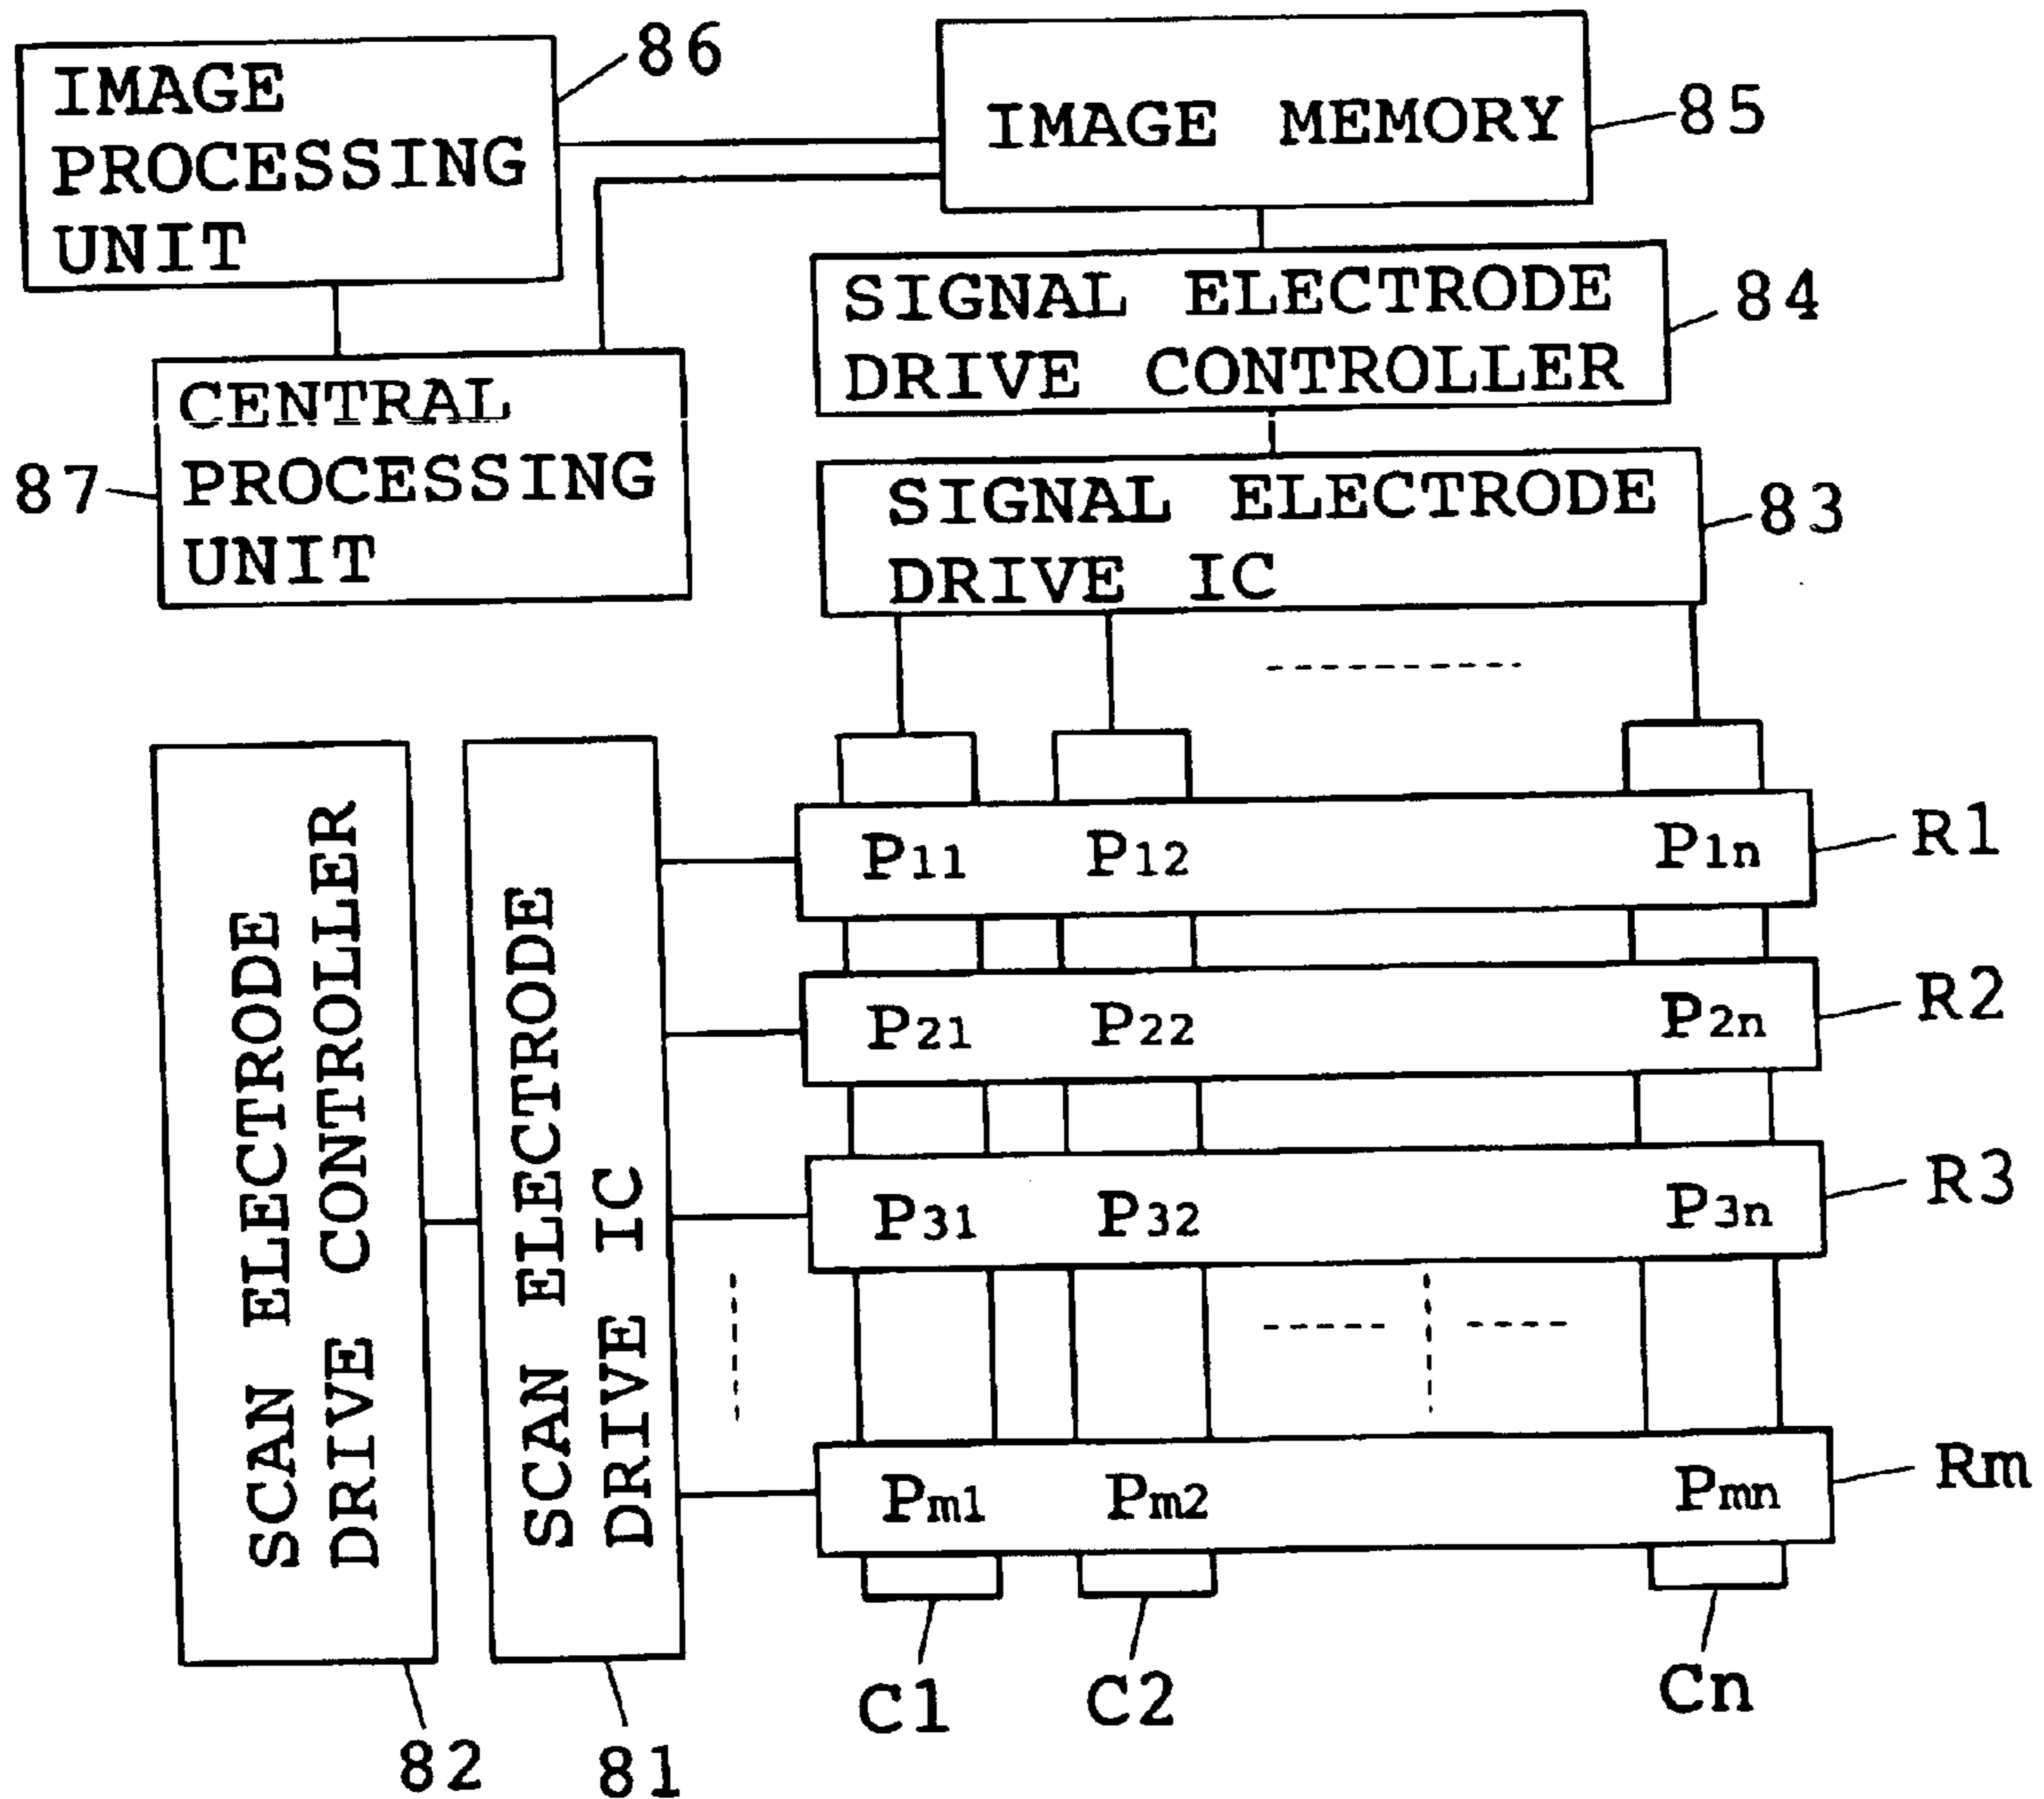 86
IMAGE
PROCESSING
UNIT
IMAGE MEMORY
85
SIGNAL ELECTRODE
DRIVE CONTROLLER
84
CENTRAL
PROCESSING
UNIT
87
SIGNAL ELECTRODE
DRIVE IC
83
SCAN ELECTRODE
DRIVE CONTROLLER
SCAN ELECTRODE
DRIVE IC
P11 P12 P1n
R1
P21 P22 P2n
R2
P31 P32 P3n
R3
Pm1 Pm2 Pmn
Rm
C1 C2 Cn
82 81